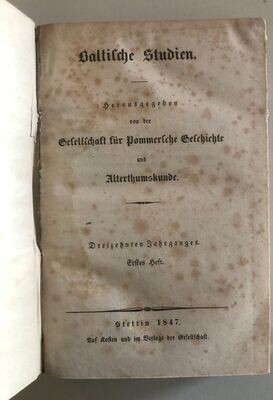 Baltische Studien.
Herausgegeben
von der
Gesellschaft für Pommersche Geschichte
und
Alterthumskunde.
Dreizehnten Jahrganges.
Erstes Heft.
Stettin 1847.
Auf Kosten und im Verlage der Gesellschaft.